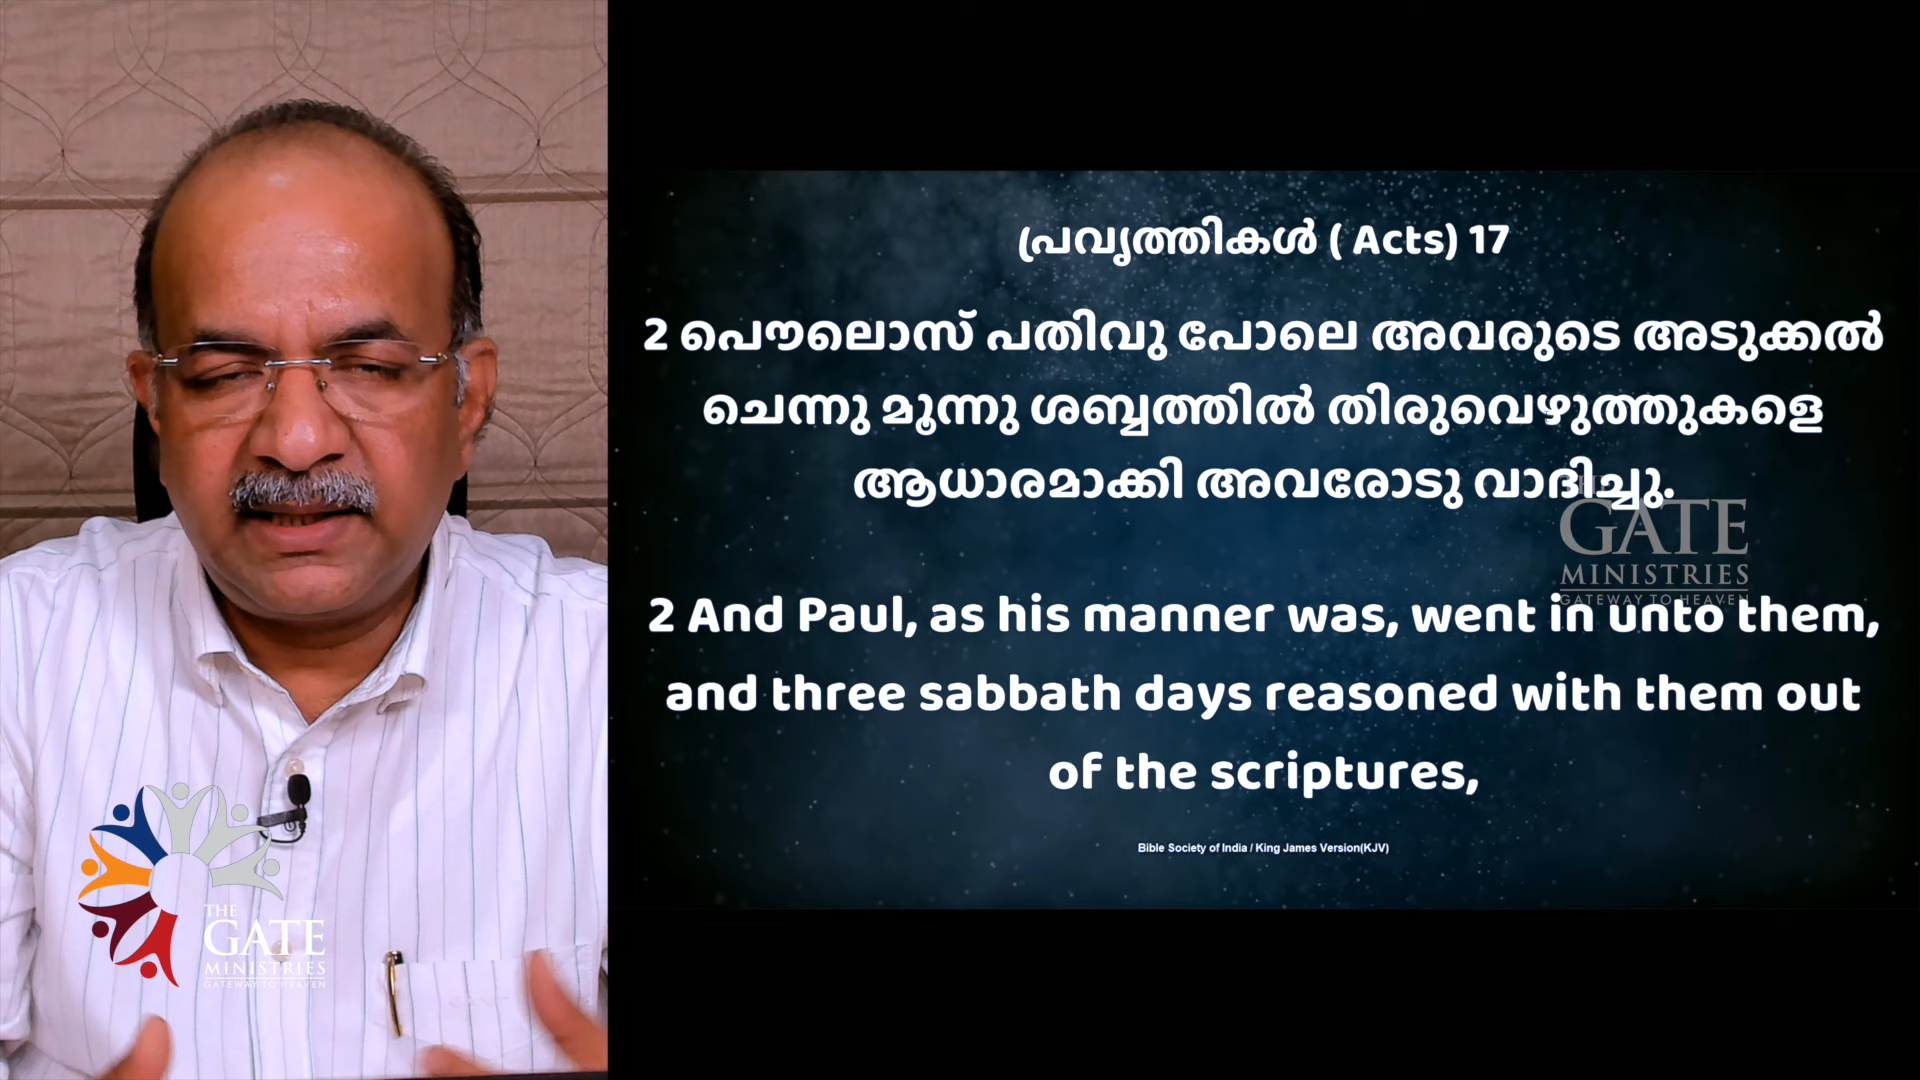 പ്രവൃത്തികൾ ( Acts) 17
2 പൌലൊസ് പതിവു പോലെ അവരുടെ അടുക്കൽ
ചെന്നു മൂന്നു ശബ്ബത്തിൽ തിരുവെഴുത്തുകളെ
ആധാരമാക്കി അവരോടു വാദിച്ചു.
2 And Paul, as his manner was, went in unto them,
and three sabbath days reasoned with them out
of the scriptures,
Bible Society of India / King James Version(KJV)
THE
GATE
MINISTRIES
GATEWAY TO HEAVEN
THE
GATE
MINISTRIES
GATEWAY TO HEAVEN